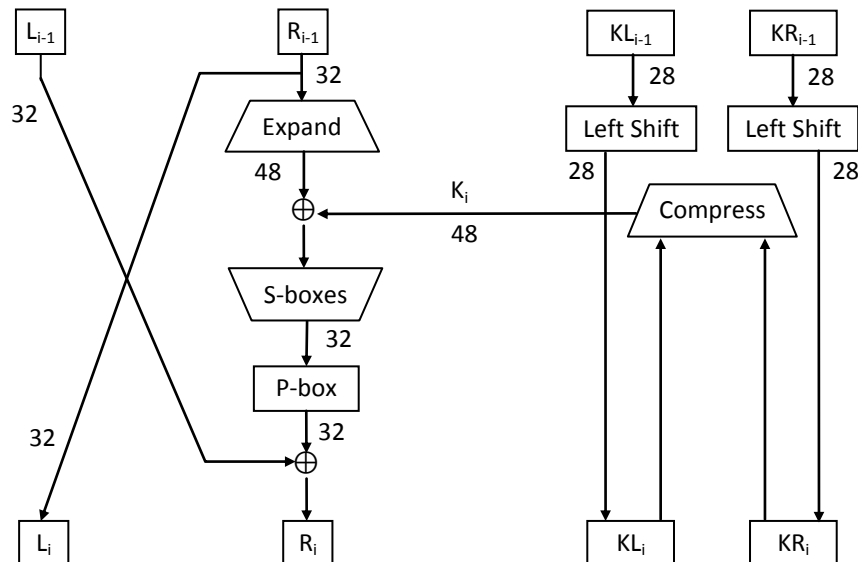 L_{i-1}
R_{i-1}
KL_{i-1}
KR_{i-1}
32
32
28
28
Expand
Left Shift
Left Shift
48
28
28
K_i
Compress
48
S-boxes
32
P-box
32
32
L_i
R_i
KL_i
KR_i